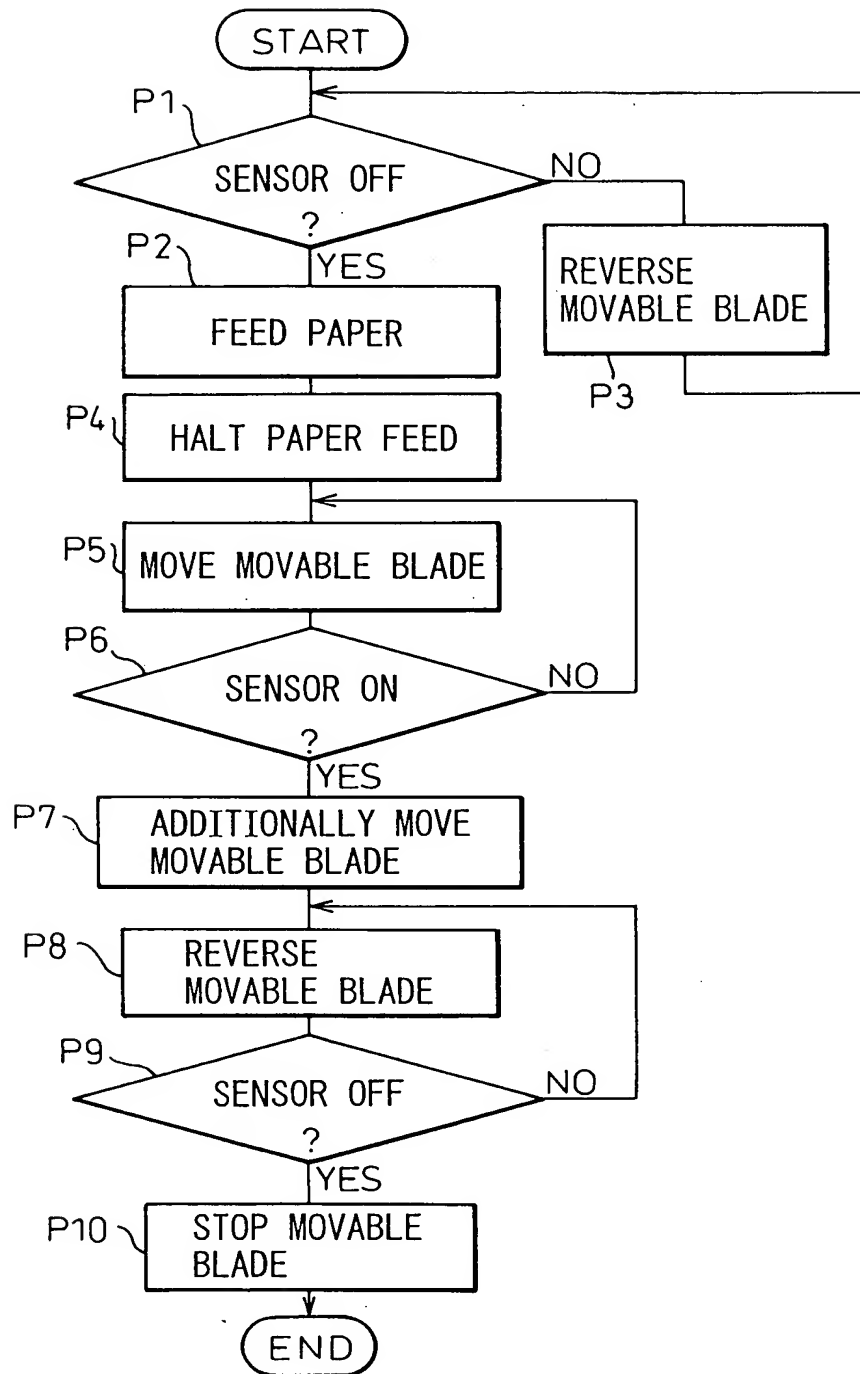 START
P1
SENSOR OFF
?
NO
YES
P2
FEED PAPER
REVERSE
MOVABLE BLADE
P3
P4
HALT PAPER FEED
P5
MOVE MOVABLE BLADE
P6
SENSOR ON
?
NO
YES
P7
ADDITIONALLY MOVE
MOVABLE BLADE
P8
REVERSE
MOVABLE BLADE
P9
SENSOR OFF
?
NO
YES
P10
STOP MOVABLE
BLADE
END